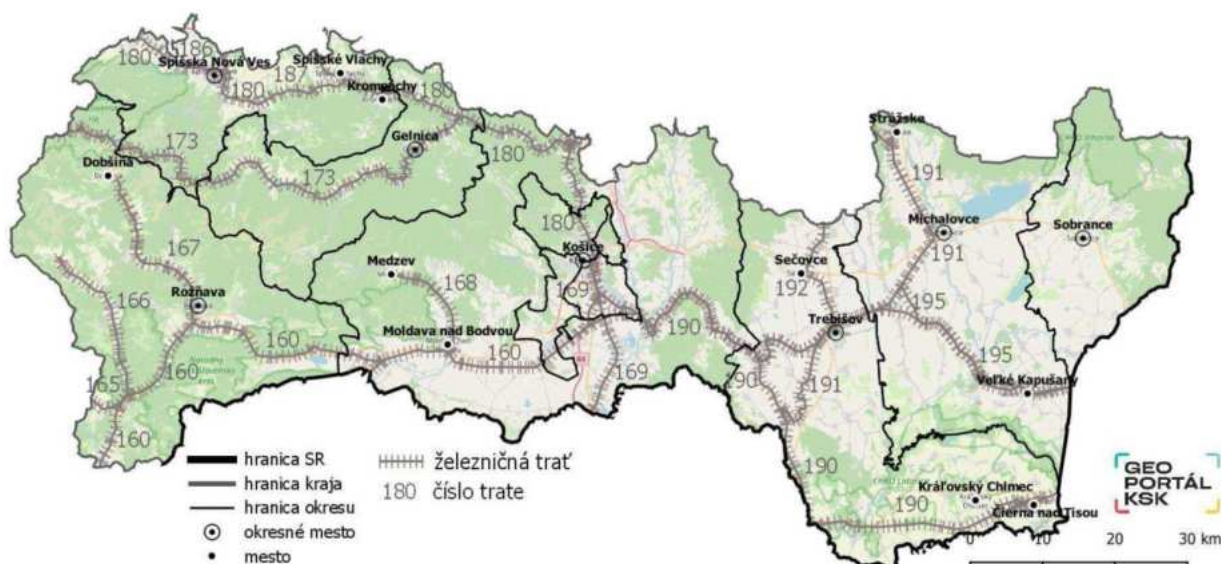 180
186
Spišská Nová Ves
187
Spišské Vlachy
180
Krompachy
180
173
Gelnica
180
Dobšiná
173
Stražske
191
180
Michalovce
191
Sobrance
167
Košice
Medzev
168
169
Sečovce
192
166
Rožňava
195
Trebišov
190
Moldava nad Bodvou
160
160
169
195
165
160
190
191
Veľké Kapušany
160
190
Kráľovský Chlmec
190
Čierna nad Tisou
hranica SR
hranica kraja
hranica okresu
okresné mesto
mesto
železničná trať
180 číslo trate
GEO
PORTÁL
KSK
0 10 20 30 km